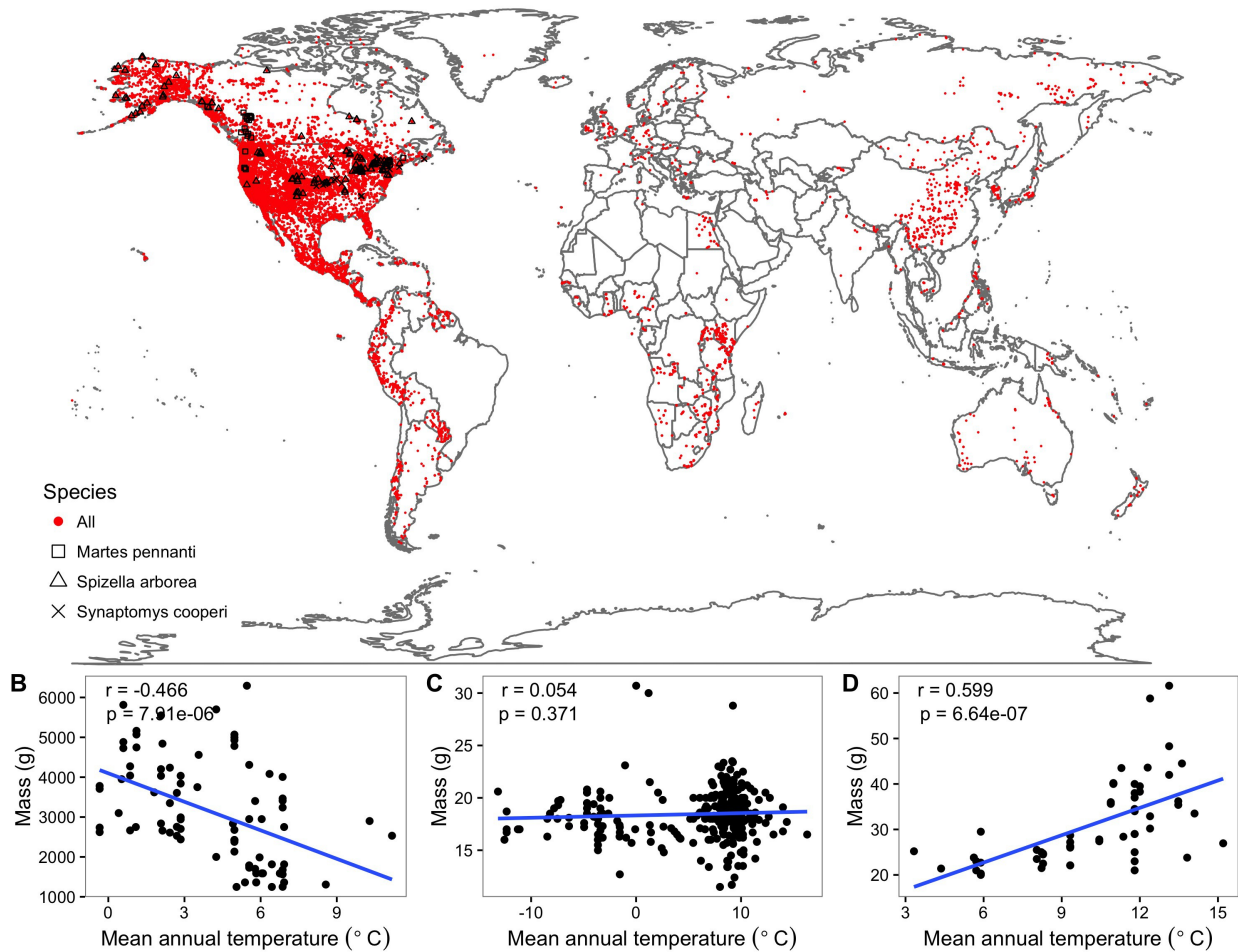 Species
All
Martes pennanti
Spizella arborea
Synaptomys cooperi
B
r = -0.466
p = 7.91e-06
6000
5000
4000
3000
2000
1000
Mass (g)
0 3 6 9
Mean annual temperature (° C)
C
r = 0.054
p = 0.371
30
25
20
15
Mass (g)
-10 0 10
Mean annual temperature (° C)
D
r = 0.599
p = 6.64e-07
60
50
40
30
20
Mass (g)
3 6 9 12 15
Mean annual temperature (° C)